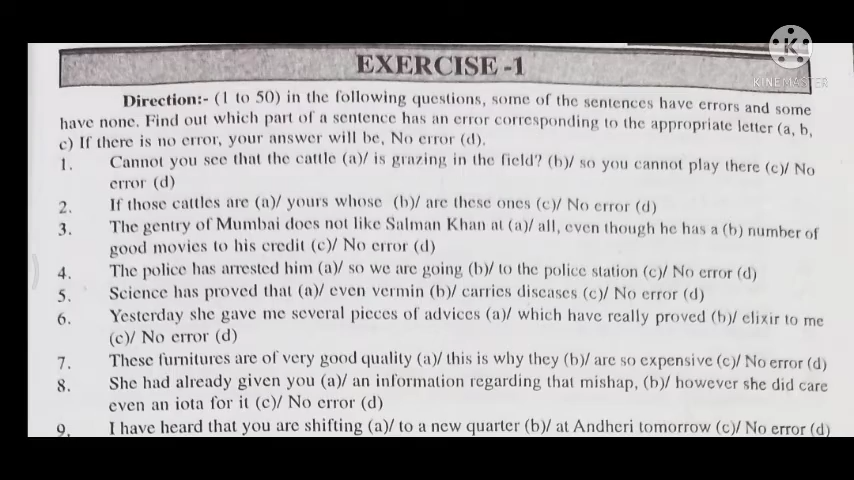 K
KINEMASTER
EXERCISE -1
Direction:- (1 to 50) in the following questions, some of the sentences have errors and some
have none. Find out which part of a sentence has an error corresponding to the appropriate letter (a, b,
c) If there is no error, your answer will be, No error (d).
1. Cannot you see that the cattle (a)/ is grazing in the field? (b)/ so you cannot play there (c)/ No
error (d)
2. If those cattles are (a)/ yours whose (b)/ are these ones (c)/ No error (d)
3. The gentry of Mumbai does not like Salman Khan at (a)/ all, even though he has a (b) number of
good movies to his credit (c)/ No error (d)
4. The police has arrested him (a)/ so we are going (b)/ to the police station (c)/ No error (d)
5. Science has proved that (a)/ even vermin (b)/ carries diseases (c)/ No error (d)
6. Yesterday she gave me several pieces of advices (a)/ which have really proved (b)/ elixir to me
(c)/ No error (d)
7. These furnitures are of very good quality (a)/ this is why they (b)/ are so expensive (c)/ No error (d)
8. She had already given you (a)/ an information regarding that mishap, (b)/ however she did care
even an iota for it (c)/ No error (d)
9. I have heard that you are shifting (a)/ to a new quarter (b)/ at Andheri tomorrow (c)/ No error (d)